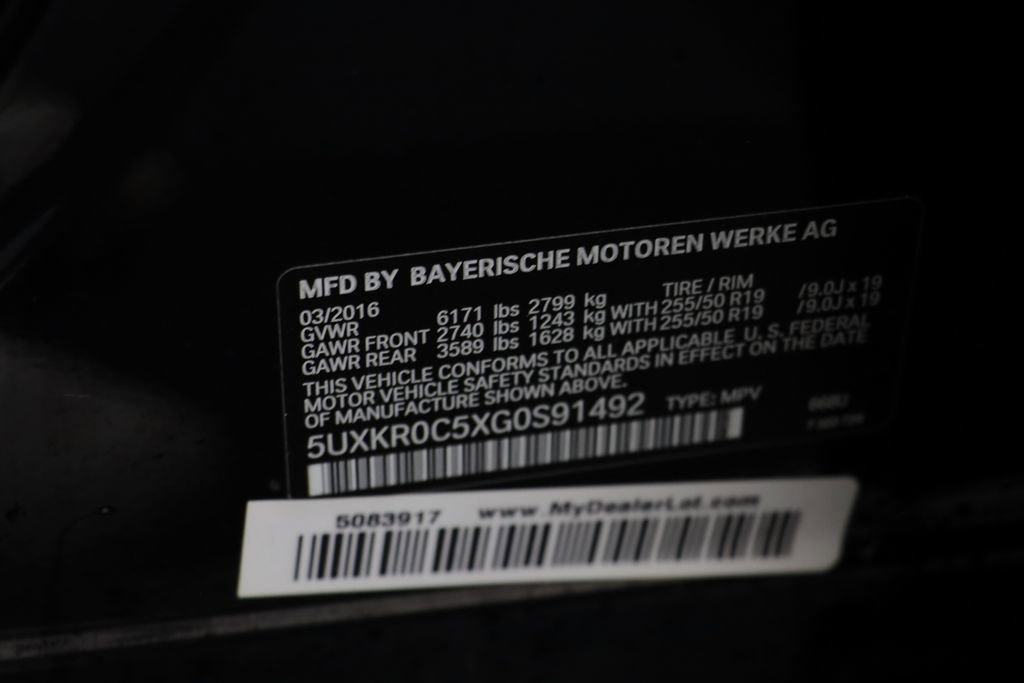 MFD BY BAYERISCHE MOTOREN WERKE AG
03/2016 TIRE / RIM
GVWR 6171 lbs 2799 kg
GAWR FRONT 2740 lbs 1243 kg WITH 255/50 R19 /9.0J x 19
GAWR REAR 3589 lbs 1628 kg WITH 255/50 R19 /9.0J x 19
THIS VEHICLE CONFORMS TO ALL APPLICABLE U.S. FEDERAL
MOTOR VEHICLE SAFETY STANDARDS IN EFFECT ON THE DATE
OF MANUFACTURE SHOWN ABOVE.
5UXKR0C5XG0S91492 TYPE: MPV
5083917 www.MyDealerLot.com